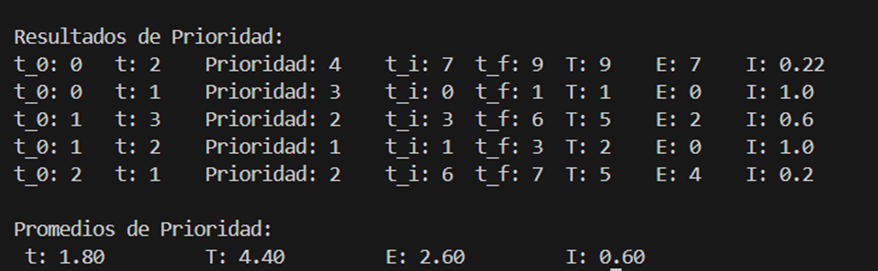 Resultados de Prioridad:
t_0: 0 t: 2 Prioridad: 4 t_i: 7 t_f: 9 T: 9 E: 7 I: 0.22
t_0: 0 t: 1 Prioridad: 3 t_i: 0 t_f: 1 T: 1 E: 0 I: 1.0
t_0: 1 t: 3 Prioridad: 2 t_i: 3 t_f: 6 T: 5 E: 2 I: 0.6
t_0: 1 t: 2 Prioridad: 1 t_i: 1 t_f: 3 T: 2 E: 0 I: 1.0
t_0: 2 t: 1 Prioridad: 2 t_i: 6 t_f: 7 T: 5 E: 4 I: 0.2
Promedios de Prioridad:
t: 1.80 T: 4.40 E: 2.60 I: 0.60